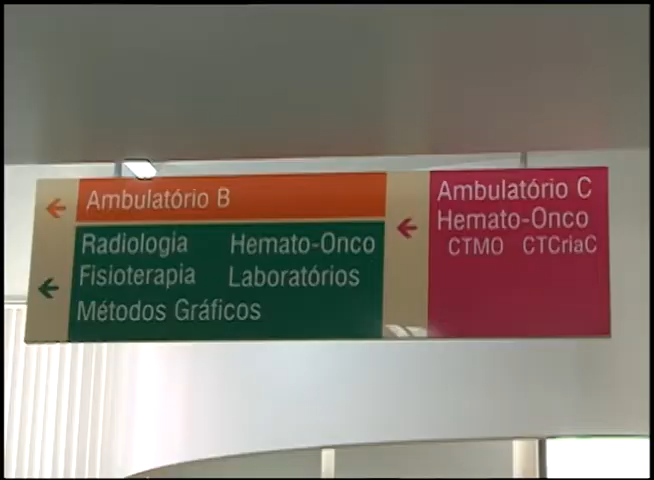 Ambulatório B
Radiologia Hemato-Onco
Fisioterapia Laboratórios
Métodos Gráficos
Ambulatório C
Hemato-Onco
CTMO CTCriaC